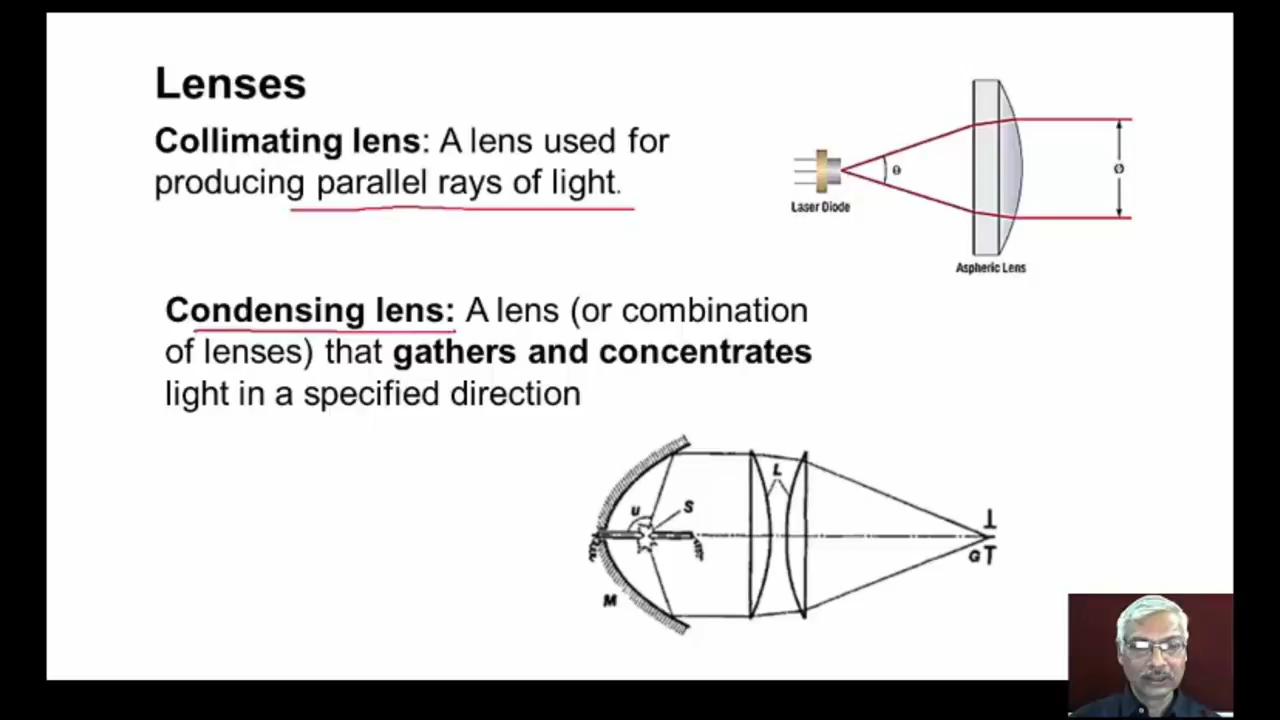 Lenses
Collimating lens: A lens used for
producing parallel rays of light.
θ
Ø
Laser Diode
Aspheric Lens
Condensing lens: A lens (or combination
of lenses) that gathers and concentrates
light in a specified direction
L
u
S
G
M